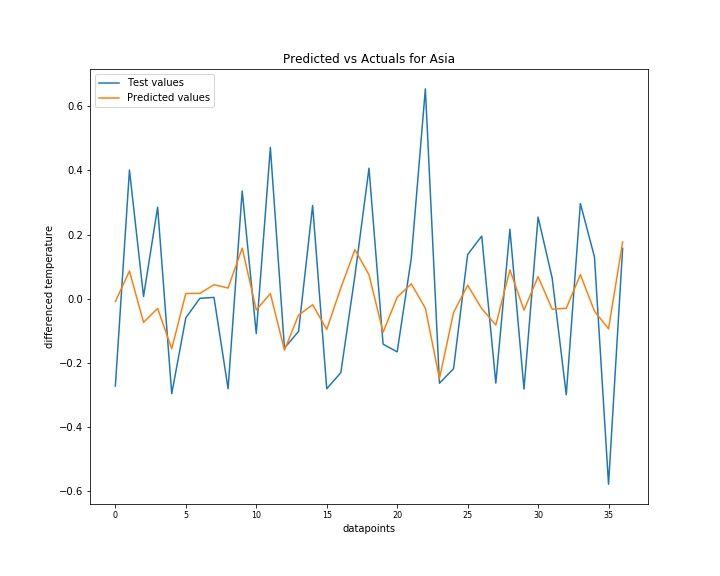 Predicted vs Actuals for Asia
Test values
Predicted values
differenced temperature
0.6
0.4
0.2
0.0
−0.2
−0.4
−0.6
0 5 10 15 20 25 30 35
datapoints